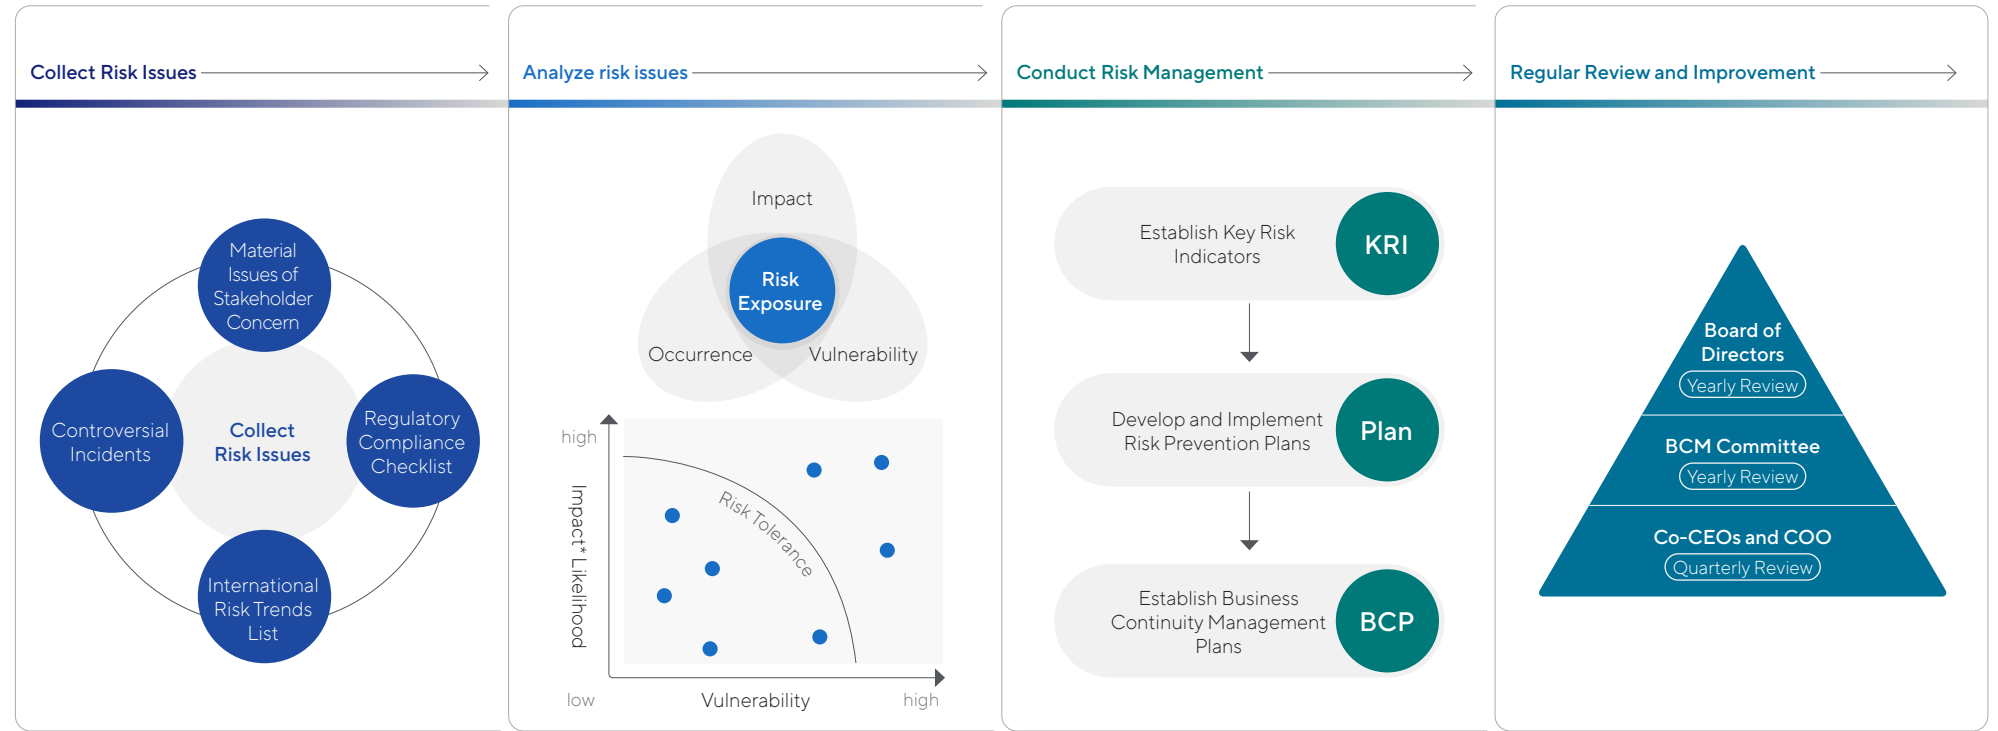 Collect Risk Issues
Material
Issues of
Stakeholder
Concern
Controversial
Incidents
Collect
Risk Issues
Regulatory
Compliance
Checklist
International
Risk Trends
List
Analyze risk issues
Impact
Risk
Exposure
Occurrence
Vulnerability
high
Impact* Likelihood
Risk Tolerance
low
Vulnerability
high
Conduct Risk Management
Establish Key Risk
Indicators
KRI
Develop and Implement
Risk Prevention Plans
Plan
Establish Business
Continuity Management
Plans
BCP
Regular Review and Improvement
Board of
Directors
Yearly Review
BCM Committee
Yearly Review
Co-CEOs and COO
Quarterly Review